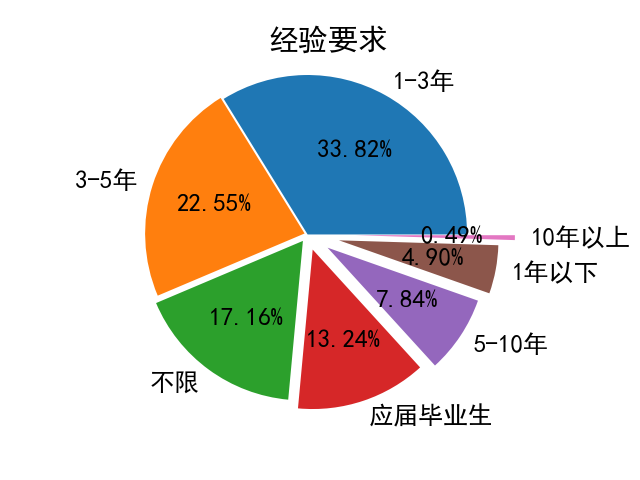 经验要求
1-3年
33.82%
3-5年
22.55%
0.49%
10年以上
4.90%
1年以下
7.84%
17.16%
13.24%
5-10年
不限
应届毕业生